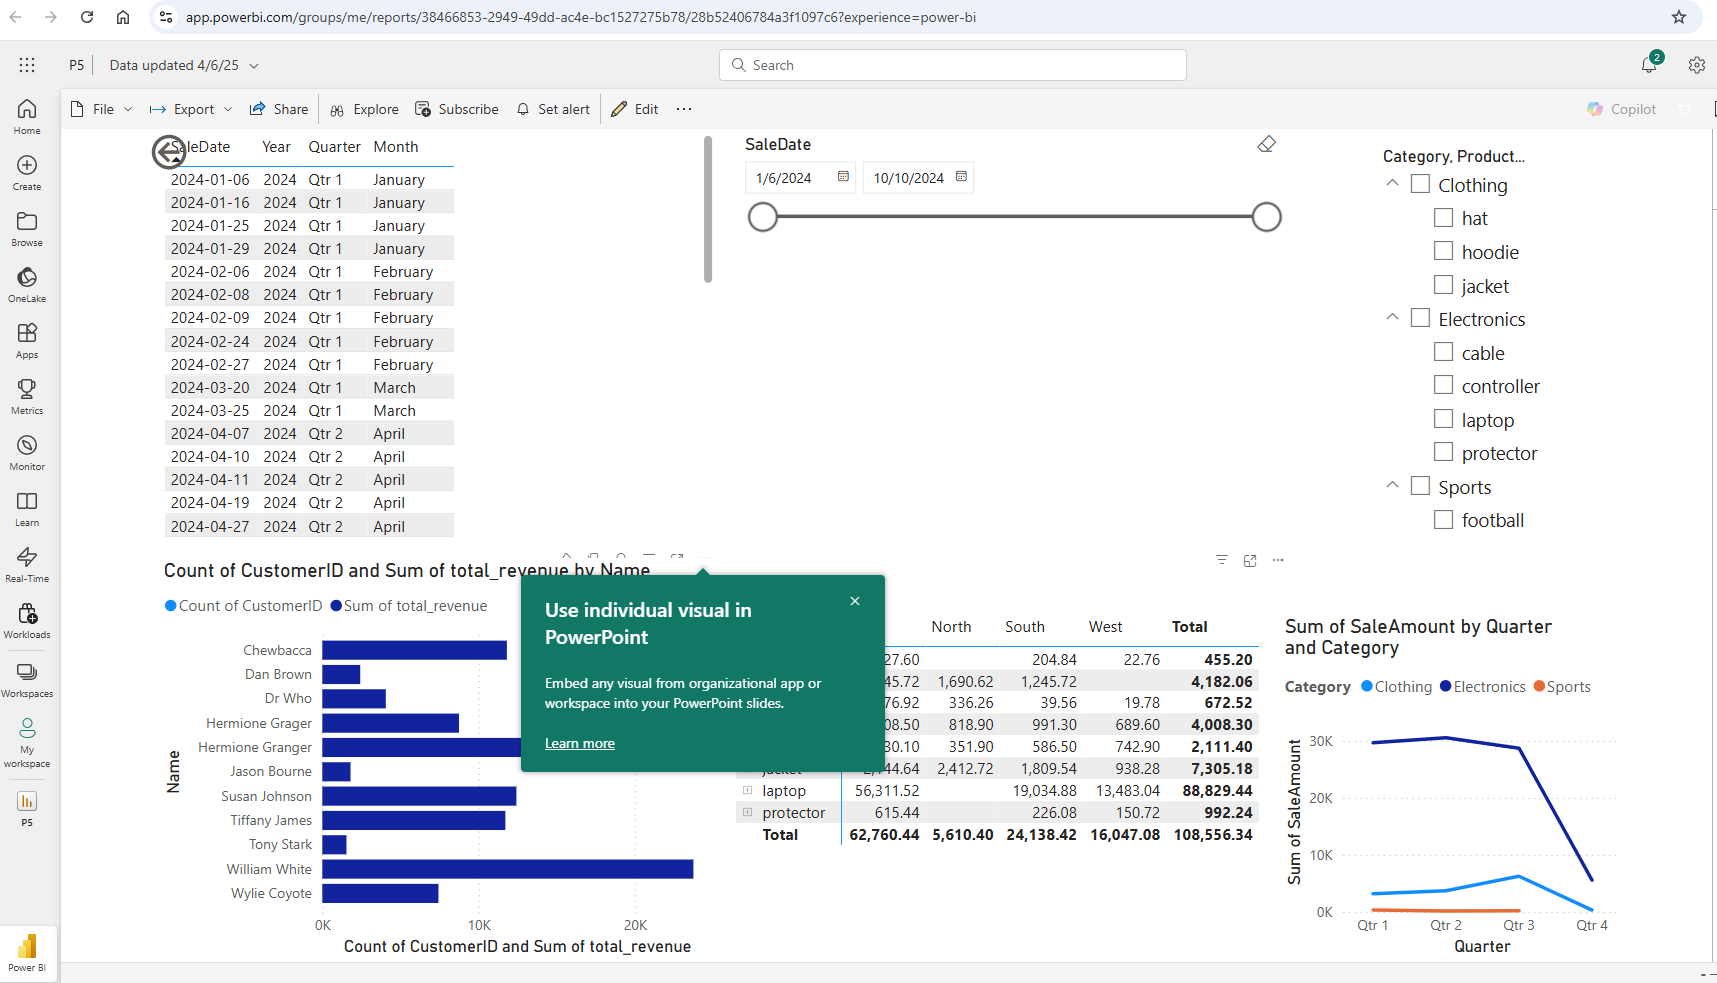 app.powerbi.com/groups/me/reports/38466853-2949-49dd-ac4e-bc1527275b78/28b52406784a3f1097c6?experience=power-bi
P5 Data updated 4/6/25 Search 2
File Export Share Explore Subscribe Set alert Edit Copilot
Home
Create
Browse
OneLake
Apps
Metrics
Monitor
Learn
Real-Time
Workloads
Workspaces
My
workspace
P5
Power BI
SaleDate Year Quarter Month
2024-01-06 2024 Qtr 1 January
2024-01-16 2024 Qtr 1 January
2024-01-25 2024 Qtr 1 January
2024-01-29 2024 Qtr 1 January
2024-02-06 2024 Qtr 1 February
2024-02-08 2024 Qtr 1 February
2024-02-09 2024 Qtr 1 February
2024-02-24 2024 Qtr 1 February
2024-02-27 2024 Qtr 1 February
2024-03-20 2024 Qtr 1 March
2024-03-25 2024 Qtr 1 March
2024-04-07 2024 Qtr 2 April
2024-04-10 2024 Qtr 2 April
2024-04-11 2024 Qtr 2 April
2024-04-19 2024 Qtr 2 April
2024-04-27 2024 Qtr 2 April
SaleDate
1/6/2024 10/10/2024
Category, Product...
Clothing
hat
hoodie
jacket
Electronics
cable
controller
laptop
protector
Sports
football
Count of CustomerID and Sum of total_revenue by Name
Count of CustomerID Sum of total_revenue
Name
Chewbacca
Dan Brown
Dr Who
Hermione Grager
Hermione Granger
Jason Bourne
Susan Johnson
Tiffany James
Tony Stark
William White
Wylie Coyote
0K 10K 20K
Count of CustomerID and Sum of total_revenue
Use individual visual in
PowerPoint
Embed any visual from organizational app or
workspace into your PowerPoint slides.
Learn more
North South West Total
27.60 204.84 22.76 455.20
45.72 1,690.62 1,245.72 4,182.06
76.92 336.26 39.56 19.78 672.52
08.50 818.90 991.30 689.60 4,008.30
30.10 351.90 586.50 742.90 2,111.40
jacket 2,144.64 2,412.72 1,809.54 938.28 7,305.18
laptop 56,311.52 19,034.88 13,483.04 88,829.44
protector 615.44 226.08 150.72 992.24
Total 62,760.44 5,610.40 24,138.42 16,047.08 108,556.34
Sum of SaleAmount by Quarter
and Category
Category Clothing Electronics Sports
Sum of SaleAmount
30K
20K
10K
0K
Qtr 1 Qtr 2 Qtr 3 Qtr 4
Quarter